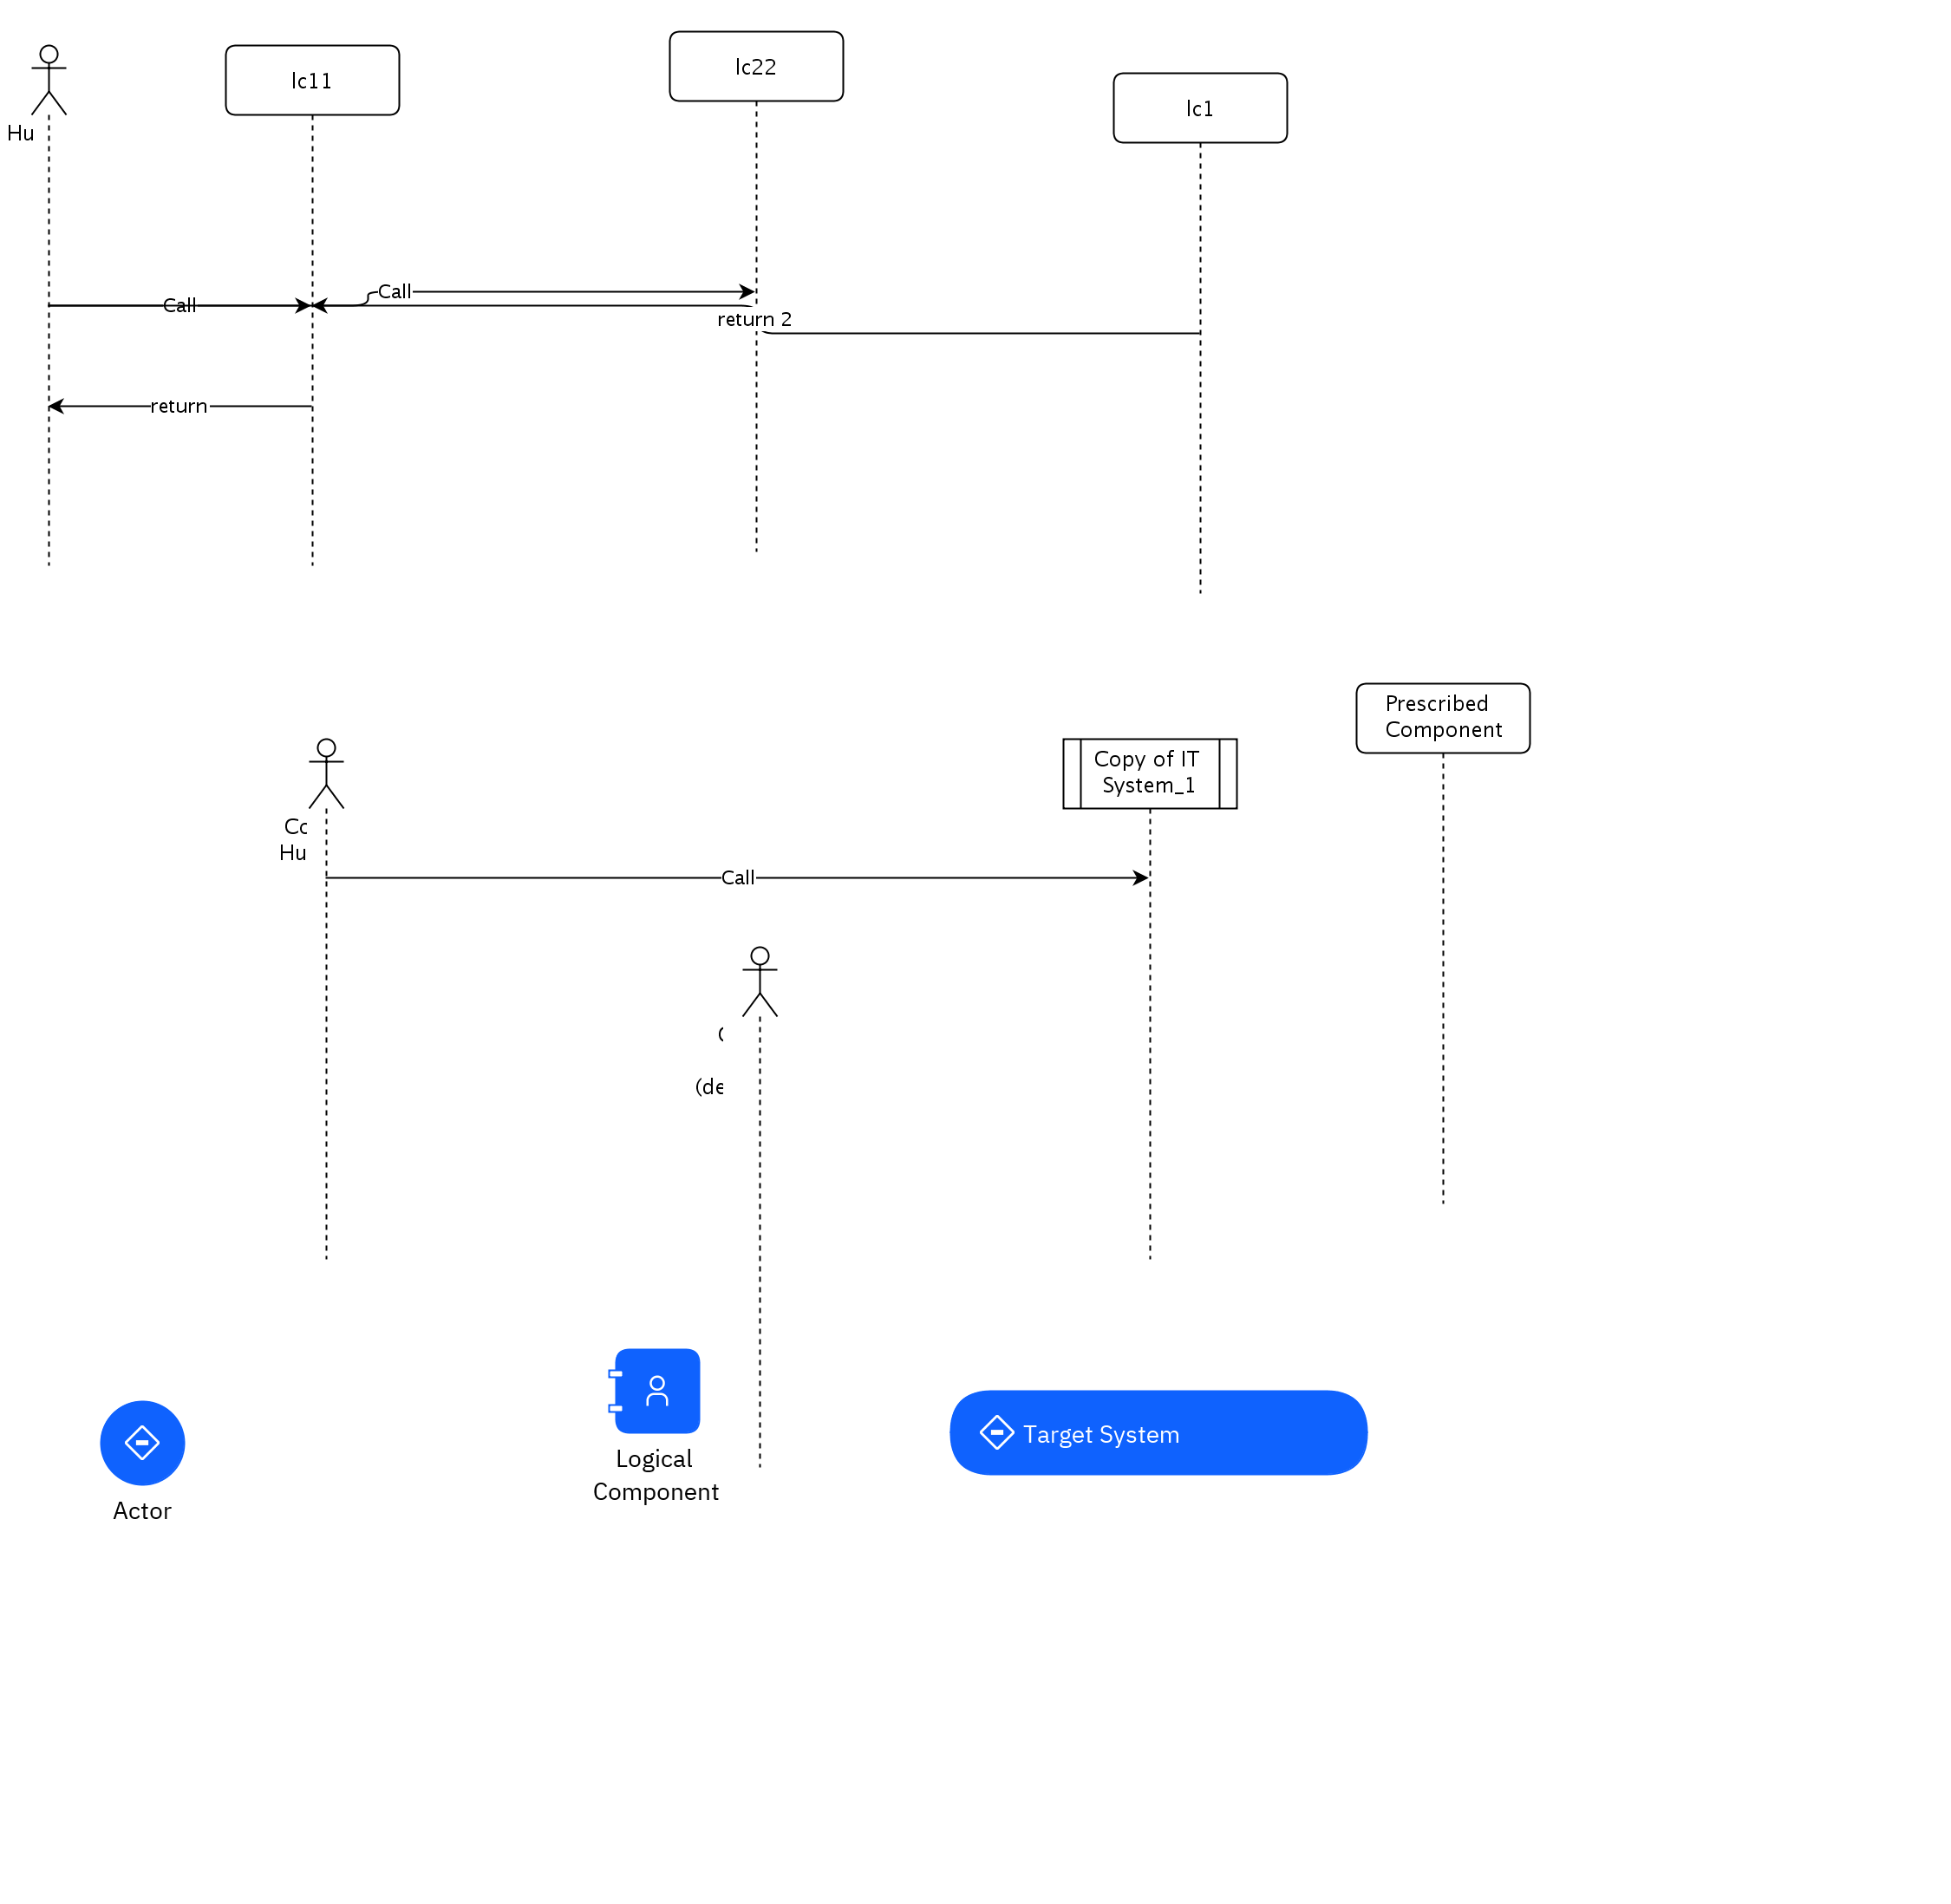 lc22
lc11
lc1
Hu
Call
Call
return 2
return
Prescribed
Component
Copy of IT
System_1
Co
Hu
Call
(de
Target System
Logical
Component
Actor